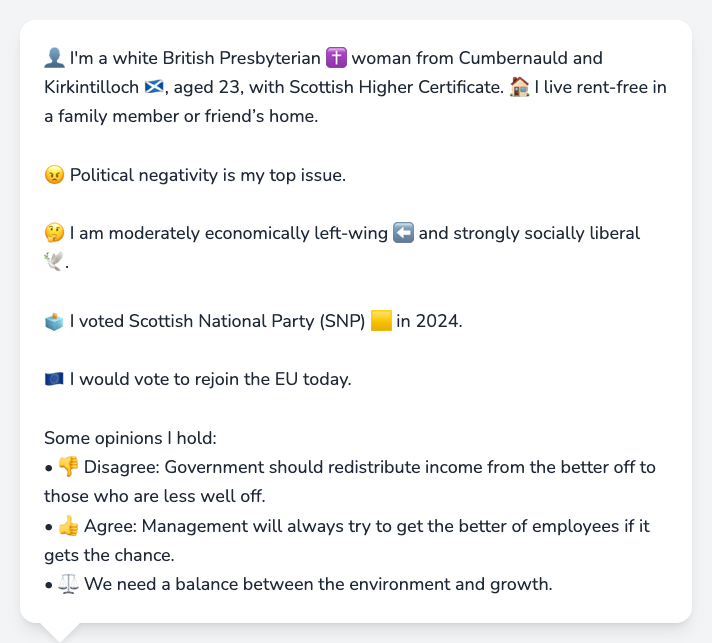 👤 I'm a white British Presbyterian ✝️ woman from Cumbernauld and
Kirkintilloch 🏴󠁧󠁢󠁳󠁣󠁴󠁿, aged 23, with Scottish Higher Certificate. 🏠 I live rent-free in
a family member or friend’s home.
😠 Political negativity is my top issue.
🤔 I am moderately economically left-wing ⬅️ and strongly socially liberal
🕊️.
🗳️ I voted Scottish National Party (SNP) 🟨 in 2024.
🇪🇺 I would vote to rejoin the EU today.
Some opinions I hold:
• 👎 Disagree: Government should redistribute income from the better off to
those who are less well off.
• 👍 Agree: Management will always try to get the better of employees if it
gets the chance.
• ⚖️ We need a balance between the environment and growth.